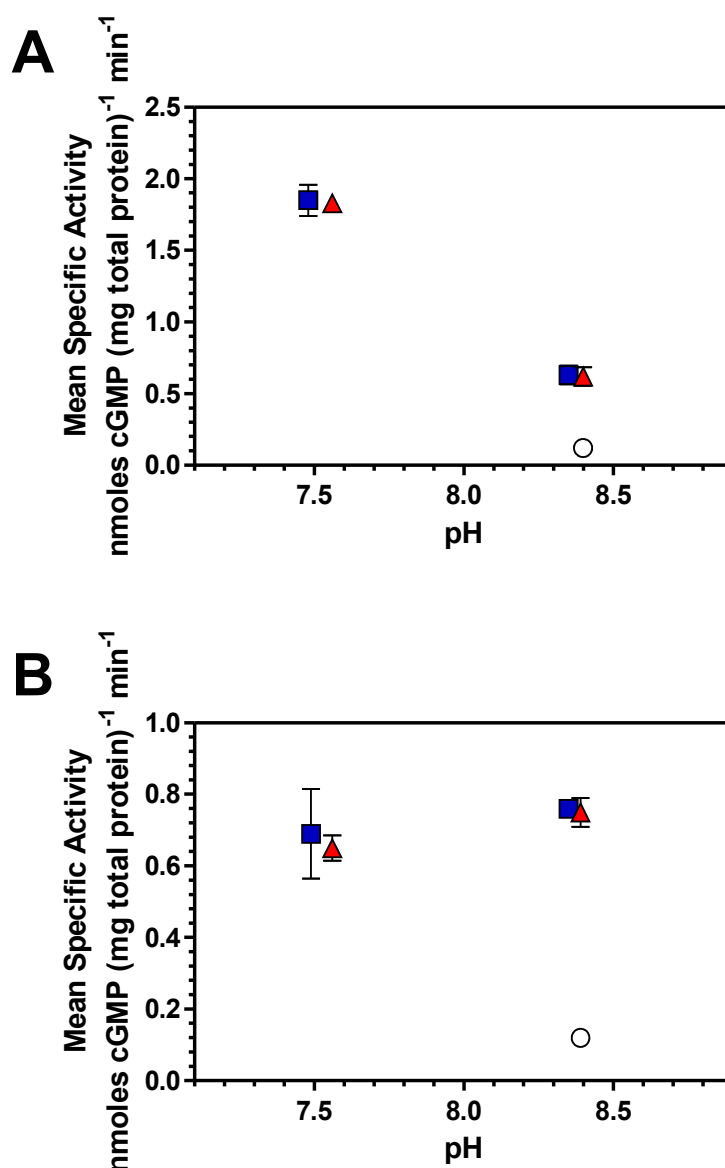 A
Mean Specific Activity
nmoles cGMP (mg total protein)⁻¹ min⁻¹
2.5
2.0
1.5
1.0
0.5
0.0
7.5 8.0 8.5
pH
B
Mean Specific Activity
nmoles cGMP (mg total protein)⁻¹ min⁻¹
1.0
0.8
0.6
0.4
0.2
0.0
7.5 8.0 8.5
pH